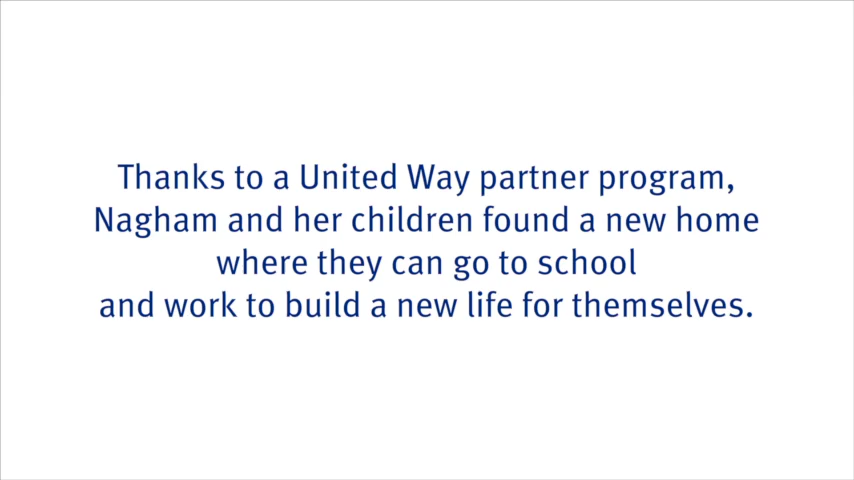 Thanks to a United Way partner program,
Nagham and her children found a new home
where they can go to school
and work to build a new life for themselves.